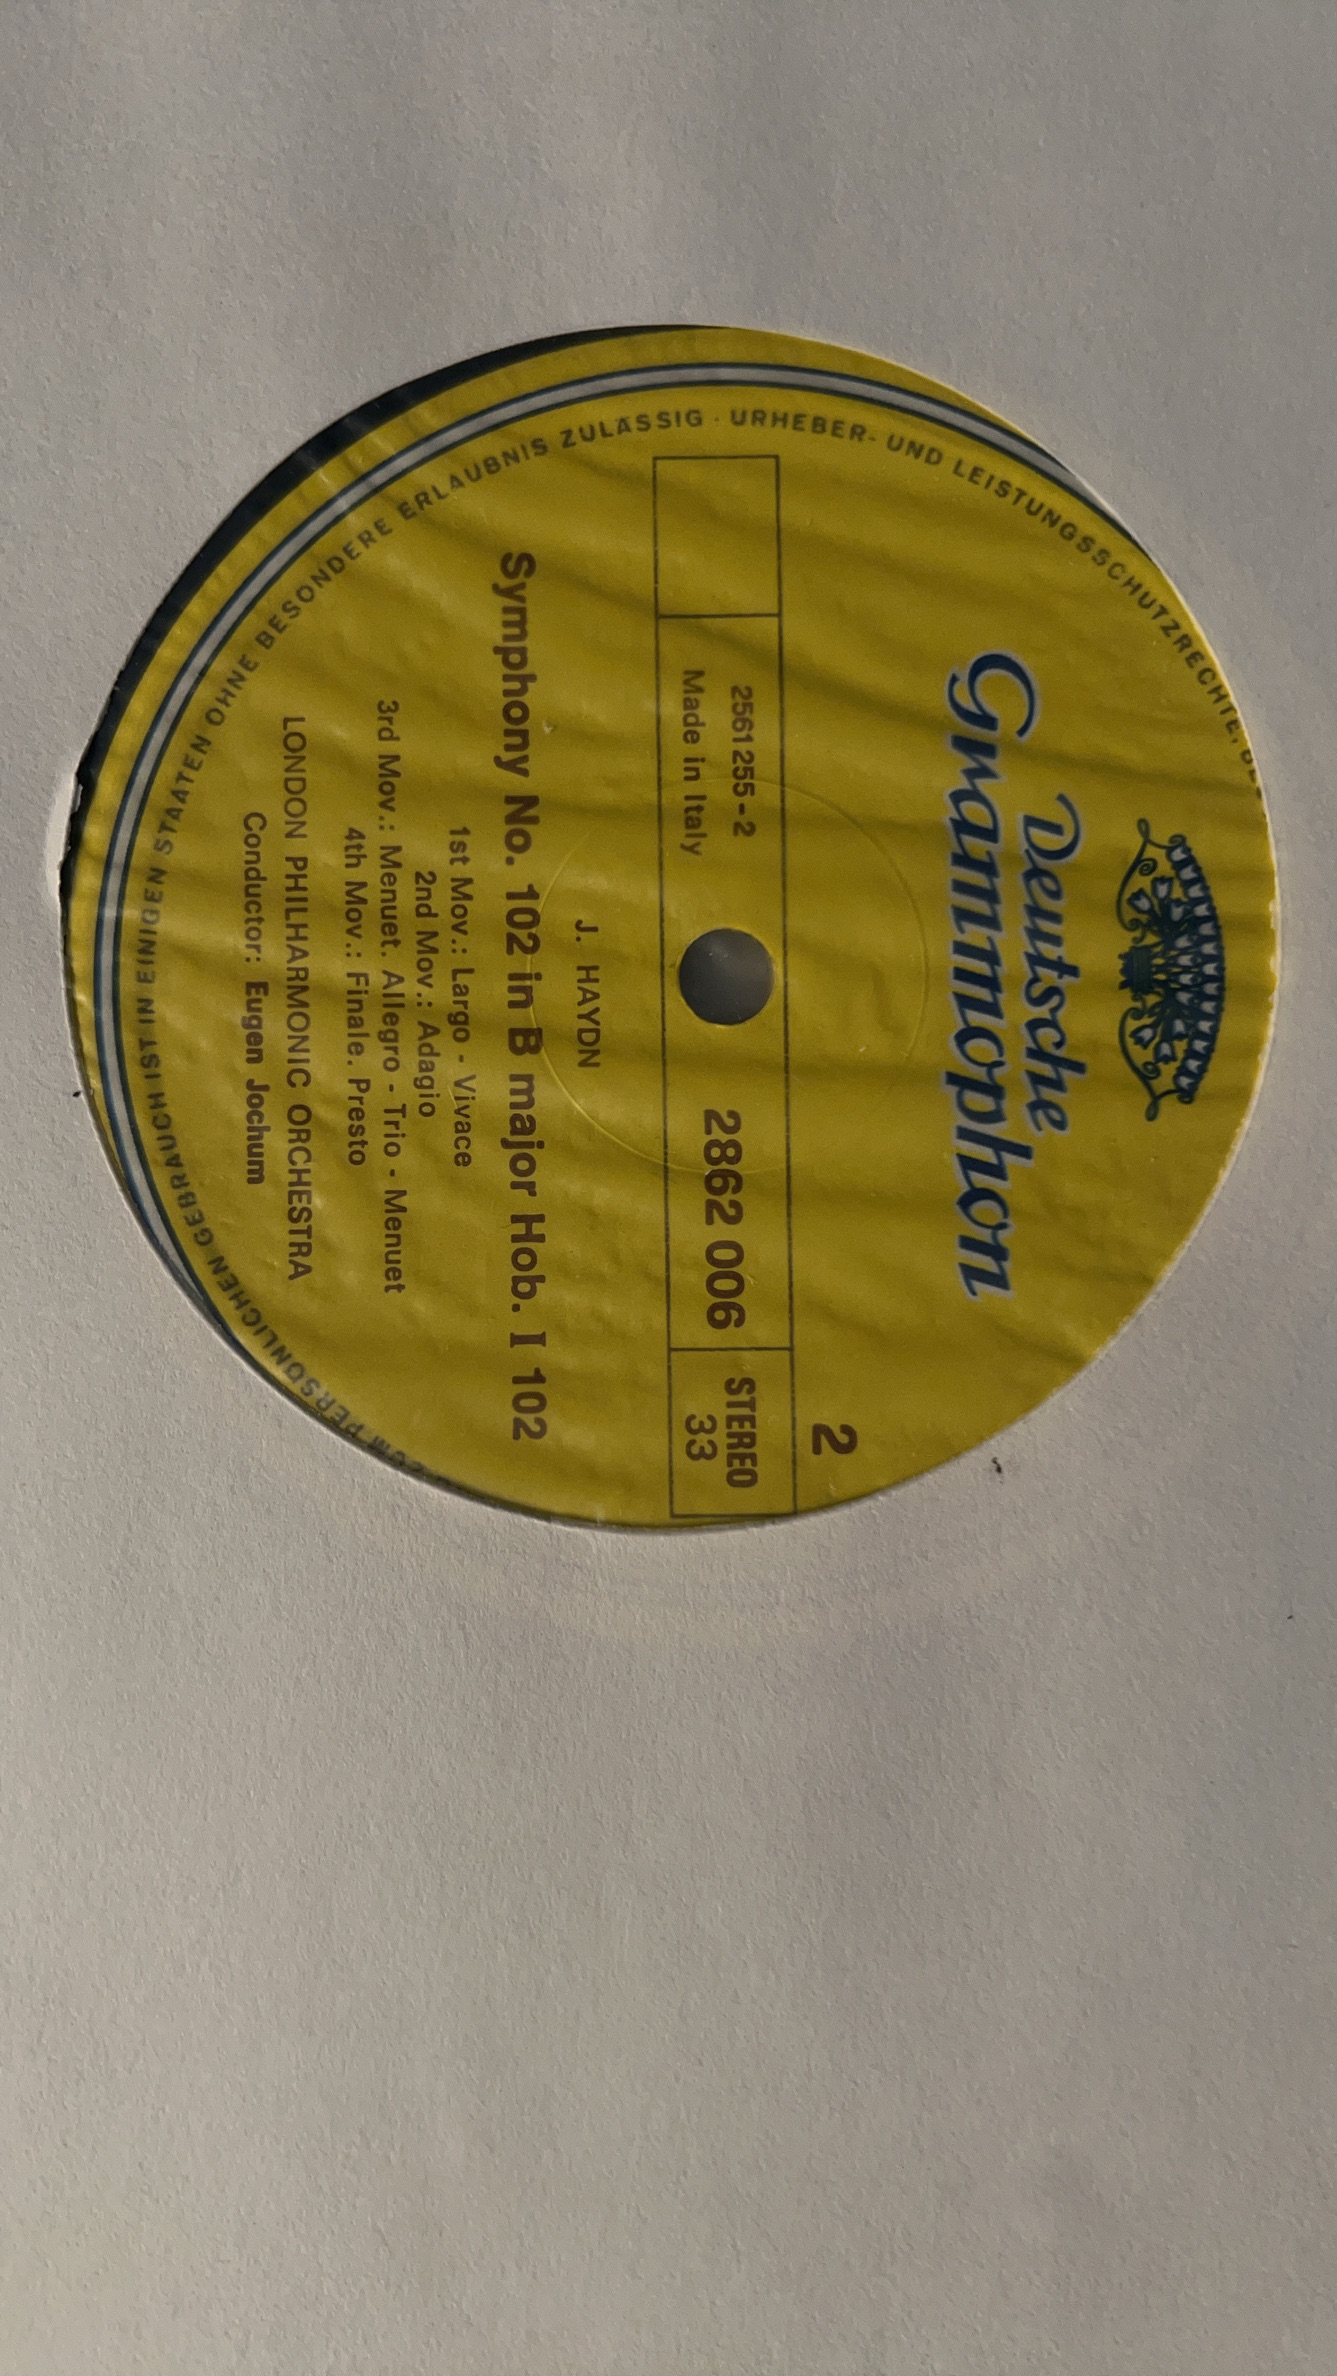 Deutsche
Grammophon
2
2561 255-2
Made in Italy
2862 006
STEREO
33
J. HAYDN
Symphony No. 102 in B major Hob. I 102
1st Mov.: Largo - Vivace
2nd Mov.: Adagio
3rd Mov.: Menuet. Allegro - Trio - Menuet
4th Mov.: Finale. Presto
LONDON PHILHARMONIC ORCHESTRA
Conductor: Eugen Jochum
PERSÖNLICHEN GEBRAUCH IST IN EINIGEN STAATEN OHNE BESONDERE ERLAUBNIS ZULÄSSIG · URHEBER- UND LEISTUNGSSCHUTZRECHTE,